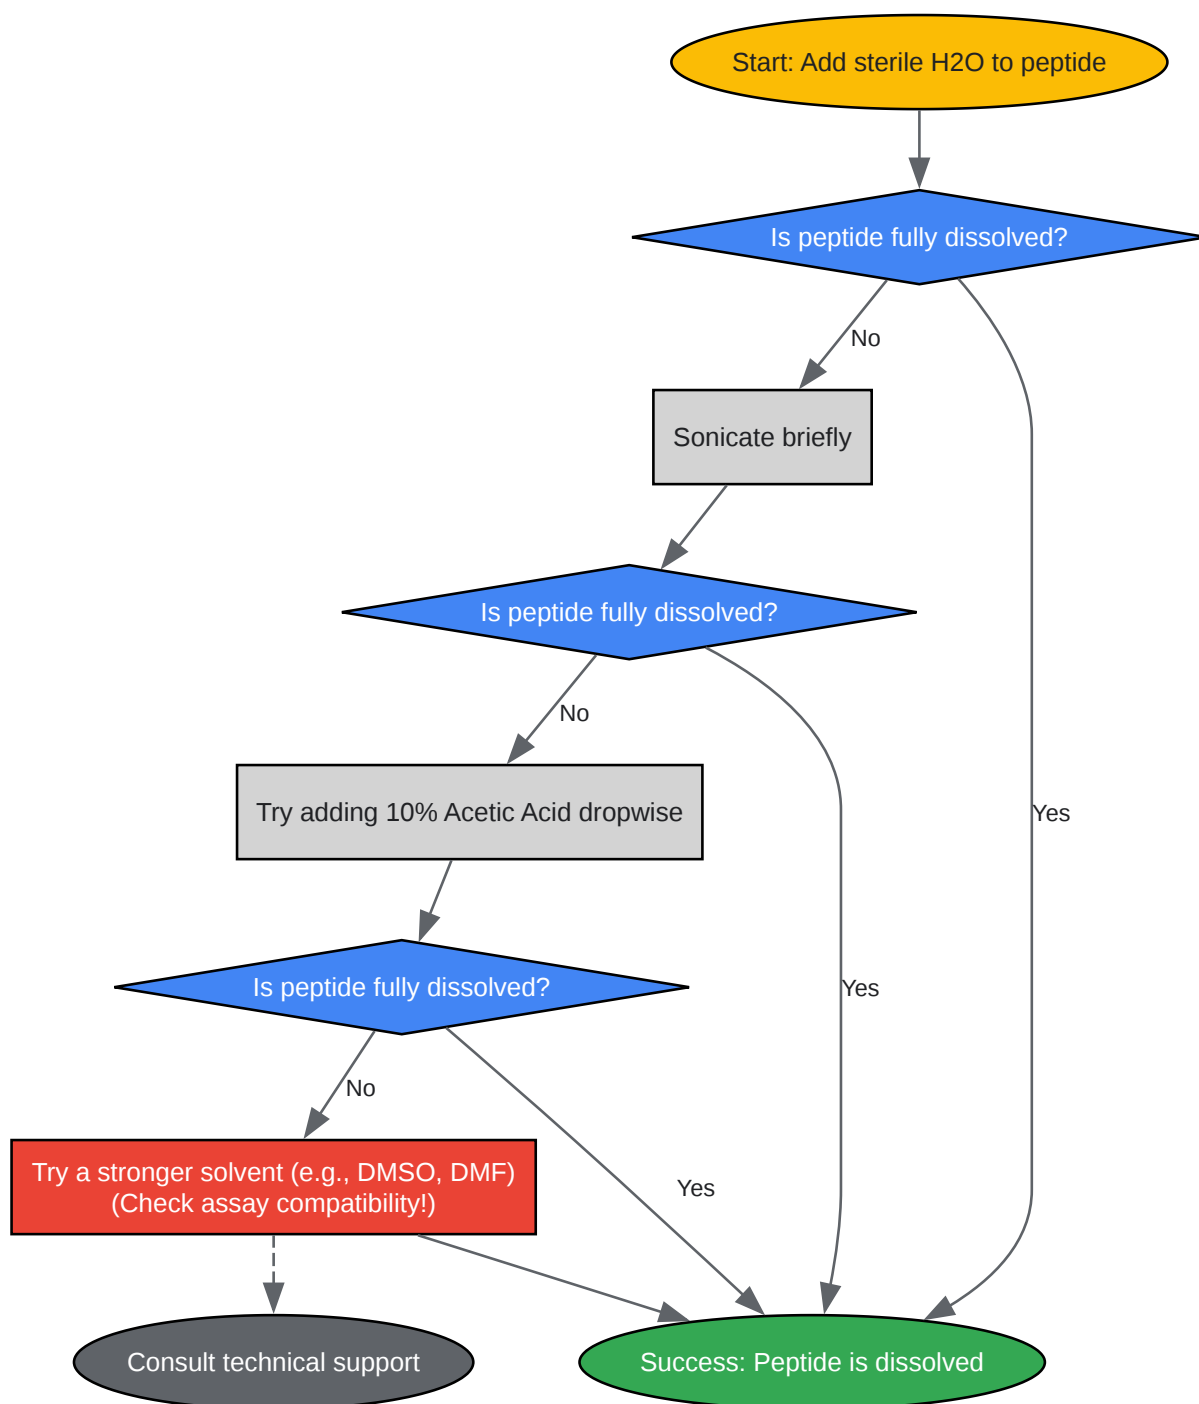 Start: Add sterile H2O to peptide
Is peptide fully dissolved?
No
Sonicate briefly
Is peptide fully dissolved?
No
Try adding 10% Acetic Acid dropwise
Yes
Is peptide fully dissolved?
Yes
No
Try a stronger solvent (e.g., DMSO, DMF)
(Check assay compatibility!)
Yes
Consult technical support
Success: Peptide is dissolved